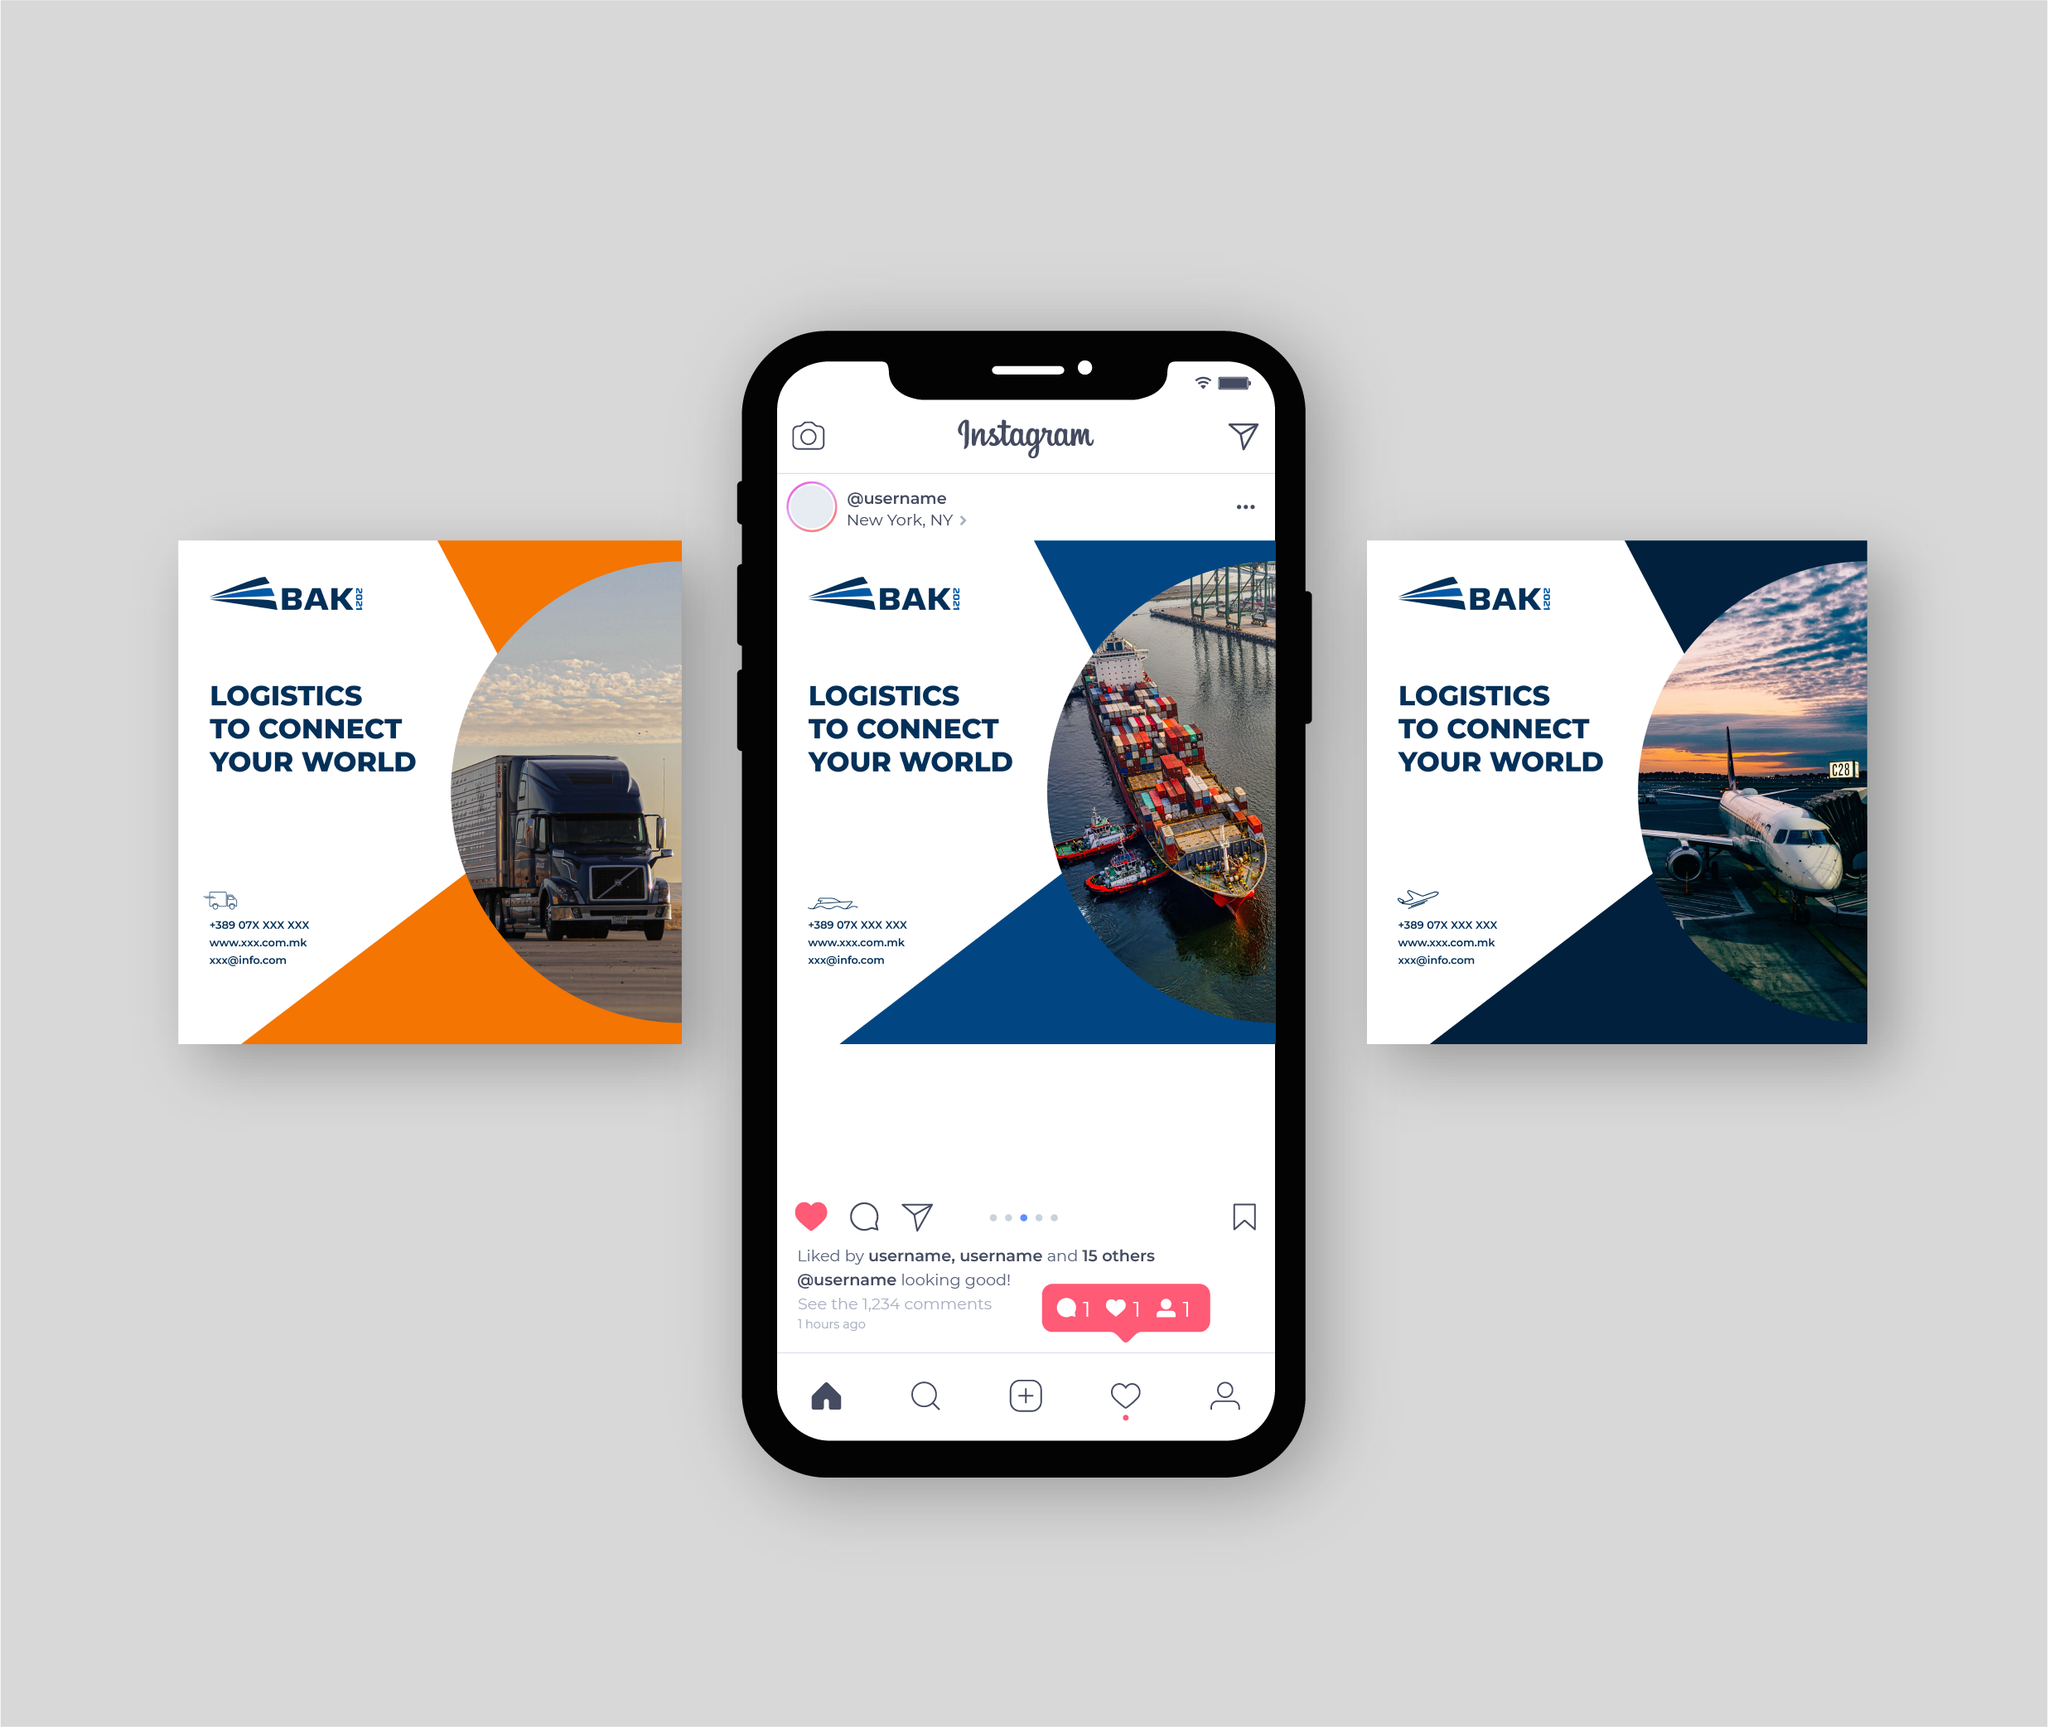 BAK 2021
LOGISTICS
TO CONNECT
YOUR WORLD
+389 07X XXX XXX
www.xxx.com.mk
xxx@info.com
Instagram
@username
New York, NY >
BAK 2021
LOGISTICS
TO CONNECT
YOUR WORLD
+389 07X XXX XXX
www.xxx.com.mk
xxx@info.com
Liked by username, username and 15 others
@username looking good!
See the 1,234 comments
1 hours ago
1 1 1
BAK 2021
LOGISTICS
TO CONNECT
YOUR WORLD
C28
+389 07X XXX XXX
www.xxx.com.mk
xxx@info.com